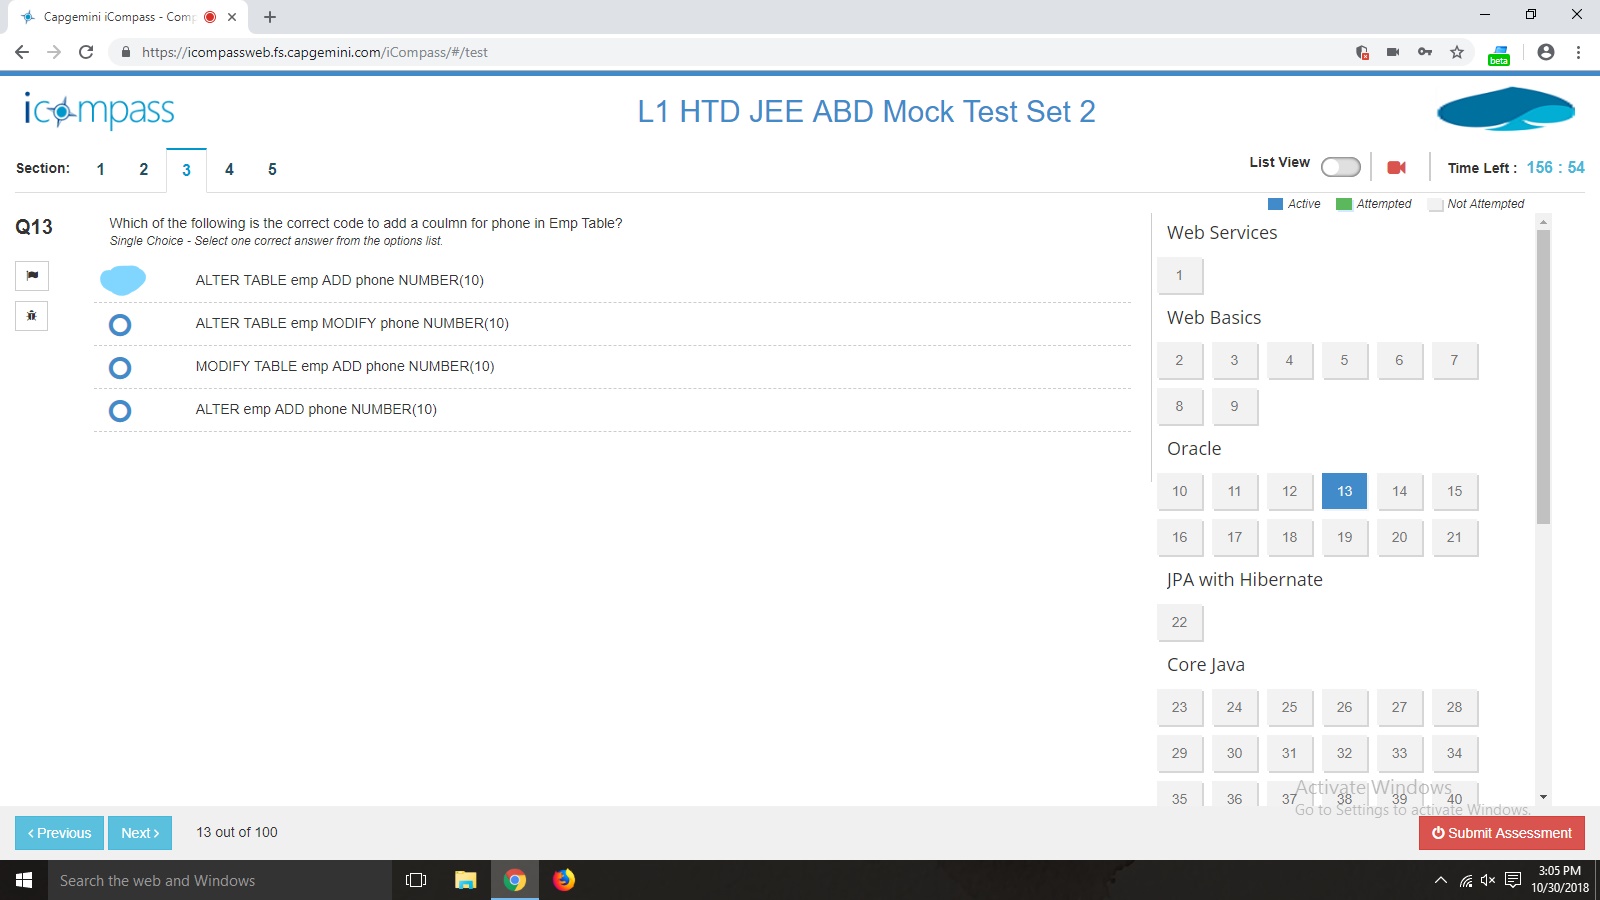 Capgemini iCompass - Comp
https://icompassweb.fs.capgemini.com/iCompass/#/test
beta
icompass
L1 HTD JEE ABD Mock Test Set 2
Section: 1 2 3 4 5
List View
Time Left : 156 : 54
Active Attempted Not Attempted
Q13
Which of the following is the correct code to add a coulmn for phone in Emp Table?
Single Choice - Select one correct answer from the options list.
ALTER TABLE emp ADD phone NUMBER(10)
ALTER TABLE emp MODIFY phone NUMBER(10)
MODIFY TABLE emp ADD phone NUMBER(10)
ALTER emp ADD phone NUMBER(10)
Web Services
1
Web Basics
2 3 4 5 6 7
8 9
Oracle
10 11 12 13 14 15
16 17 18 19 20 21
JPA with Hibernate
22
Core Java
23 24 25 26 27 28
29 30 31 32 33 34
35 36 37 38 39 40
Activate Windows
Go to Settings to activate Windows.
Previous Next 13 out of 100
Submit Assessment
Search the web and Windows
3:05 PM
10/30/2018